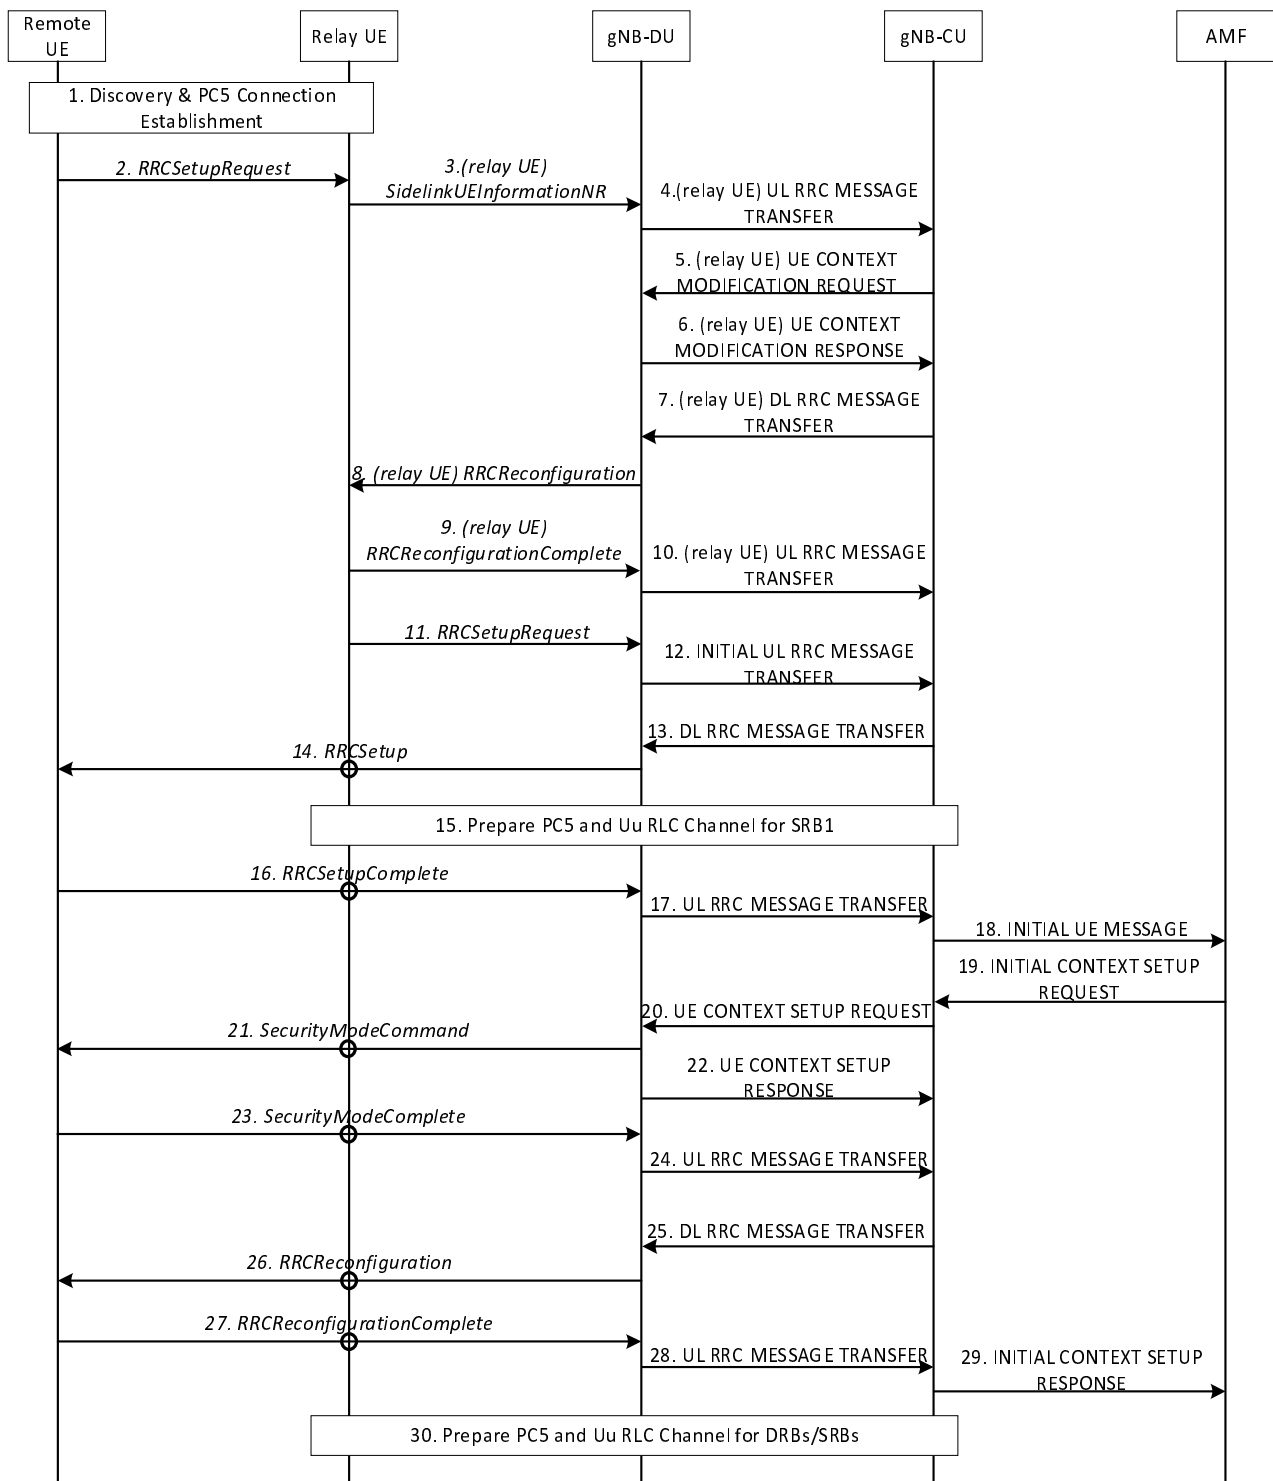 Remote
UE
Relay UE
gNB-DU
gNB-CU
AMF
1. Discovery & PC5 Connection
Establishment
2. RRCSetupRequest
3.(relay UE)
SidelinkUEInformationNR
4.(relay UE) UL RRC MESSAGE
TRANSFER
5. (relay UE) UE CONTEXT
MODIFICATION REQUEST
6. (relay UE) UE CONTEXT
MODIFICATION RESPONSE
7. (relay UE) DL RRC MESSAGE
TRANSFER
8. (relay UE) RRCReconfiguration
9. (relay UE)
RRCReconfigurationComplete
10. (relay UE) UL RRC MESSAGE
TRANSFER
11. RRCSetupRequest
12. INITIAL UL RRC MESSAGE
TRANSFER
13. DL RRC MESSAGE TRANSFER
14. RRCSetup
15. Prepare PC5 and Uu RLC Channel for SRB1
16. RRCSetupComplete
17. UL RRC MESSAGE TRANSFER
18. INITIAL UE MESSAGE
19. INITIAL CONTEXT SETUP
REQUEST
20. UE CONTEXT SETUP REQUEST
21. SecurityModeCommand
22. UE CONTEXT SETUP
RESPONSE
23. SecurityModeComplete
24. UL RRC MESSAGE TRANSFER
25. DL RRC MESSAGE TRANSFER
26. RRCReconfiguration
27. RRCReconfigurationComplete
28. UL RRC MESSAGE TRANSFER
29. INITIAL CONTEXT SETUP
RESPONSE
30. Prepare PC5 and Uu RLC Channel for DRBs/SRBs